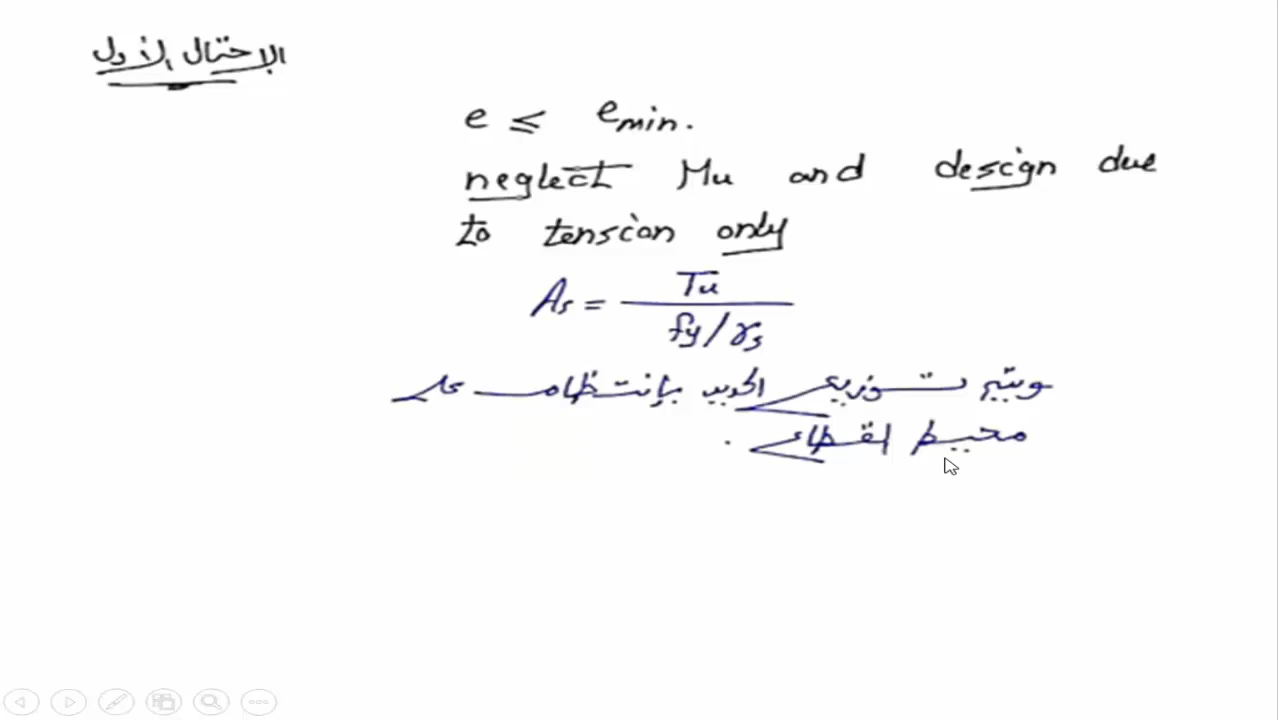 الاحتمال الأول
e ≤ emin.
neglect Mu and design due
to tension only
As = Tu / (fy/γs)
ويتم توزيع الحديد بإنتظام على
محيط القطاع .